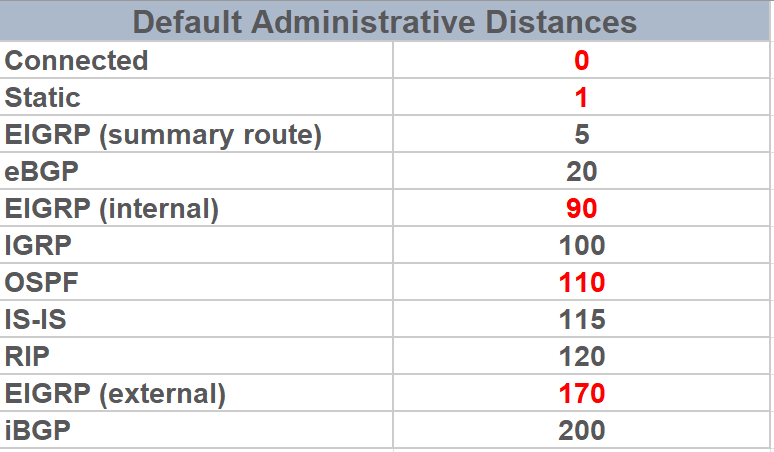 Default Administrative Distances
Connected 0
Static 1
EIGRP (summary route) 5
eBGP 20
EIGRP (internal) 90
IGRP 100
OSPF 110
IS-IS 115
RIP 120
EIGRP (external) 170
iBGP 200